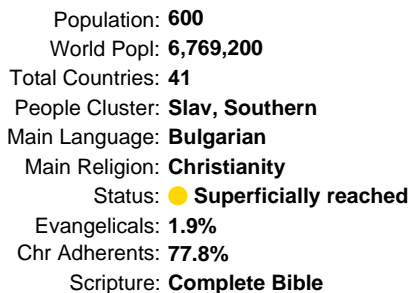 Population: 600
World Popl: 6,769,200
Total Countries: 41
People Cluster: Slav, Southern
Main Language: Bulgarian
Main Religion: Christianity
Status: Superficially reached
Evangelicals: 1.9%
Chr Adherents: 77.8%
Scripture: Complete Bible